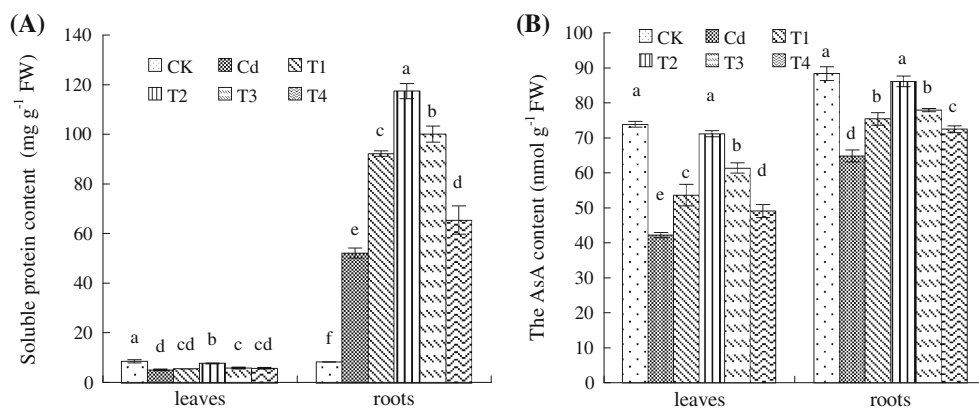 (A)
Soluble protein content (mg g-1 FW)
140
120
100
80
60
40
20
0
CK Cd T1
T2 T3 T4
a d cd b c cd
f e c a b d
leaves roots
(B)
The AsA content (nmol g-1 FW)
100
90
80
70
60
50
40
30
20
10
0
CK Cd T1
T2 T3 T4
a e c a b d
a d b a b c
leaves roots